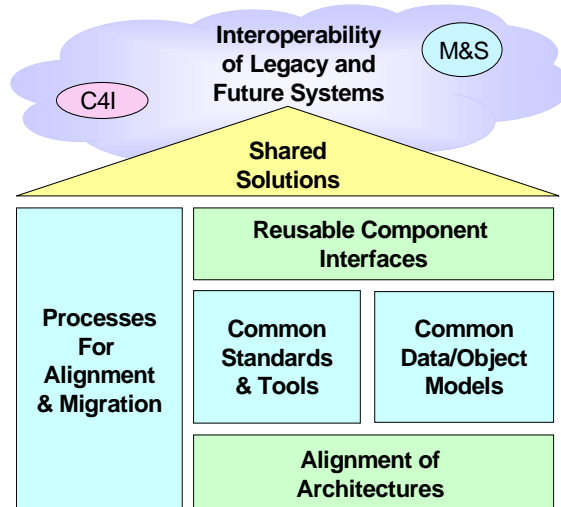 Interoperability
of Legacy and
Future Systems
M&S
C4I
Shared
Solutions
Processes
For
Alignment
& Migration
Reusable Component
Interfaces
Common
Standards
& Tools
Common
Data/Object
Models
Alignment of
Architectures